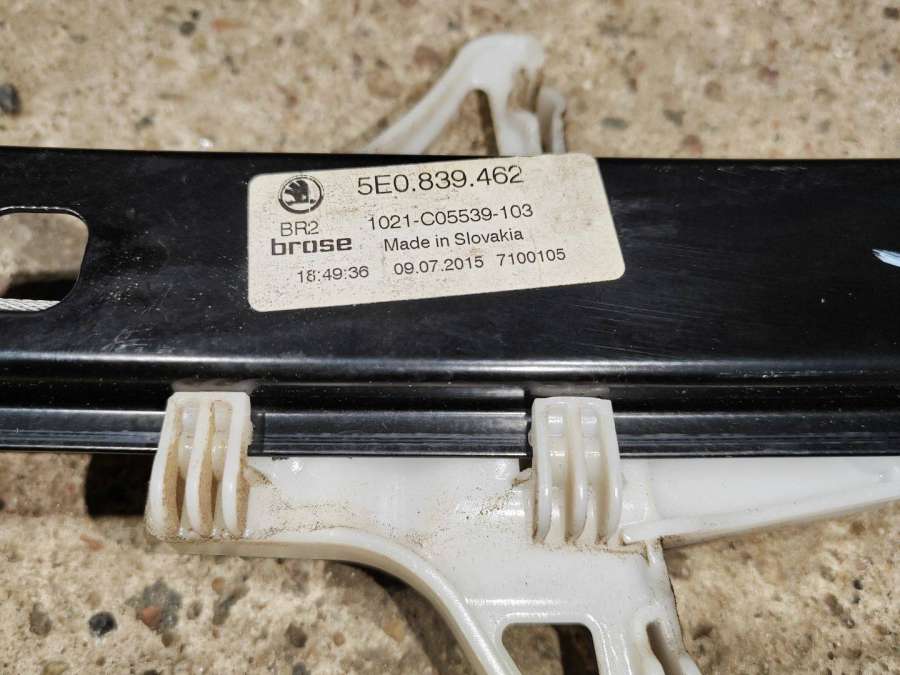 5E0.839.462
BR2 1021-C05539-103
brose Made in Slovakia
18:49:36 09.07.2015 7100105